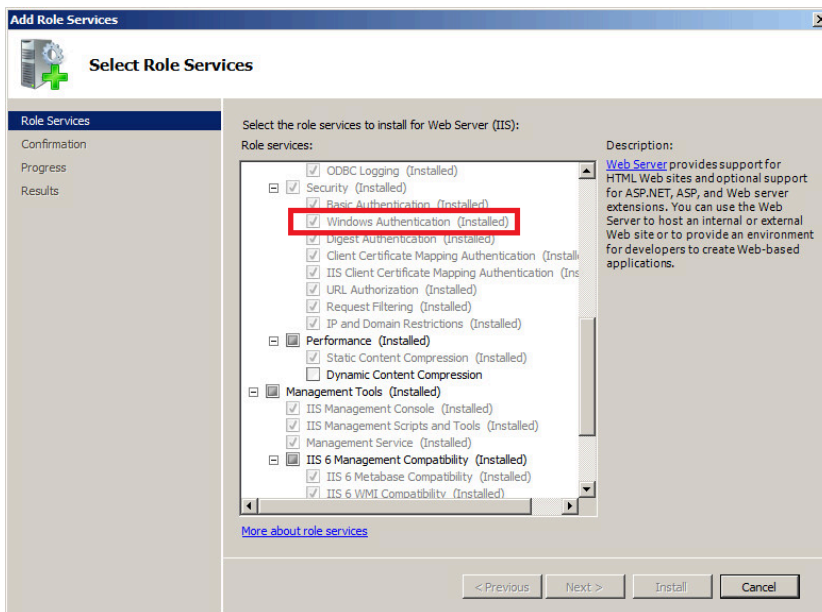 Add Role Services
Select Role Services
Role Services
Confirmation
Progress
Results
Select the role services to install for Web Server (IIS):
Role services:
ODBC Logging (Installed)
Security (Installed)
Basic Authentication (Installed)
Windows Authentication (Installed)
Digest Authentication (Installed)
Client Certificate Mapping Authentication (Install
IIS Client Certificate Mapping Authentication (Ins
URL Authorization (Installed)
Request Filtering (Installed)
IP and Domain Restrictions (Installed)
Performance (Installed)
Static Content Compression (Installed)
Dynamic Content Compression
Management Tools (Installed)
IIS Management Console (Installed)
IIS Management Scripts and Tools (Installed)
Management Service (Installed)
IIS 6 Management Compatibility (Installed)
IIS 6 Metabase Compatibility (Installed)
IIS 6 WMI Compatibility (Installed)
More about role services
Description:
Web Server provides support for
HTML Web sites and optional support
for ASP.NET, ASP, and Web server
extensions. You can use the Web
Server to host an internal or external
Web site or to provide an environment
for developers to create Web-based
applications.
< Previous
Next >
Install
Cancel